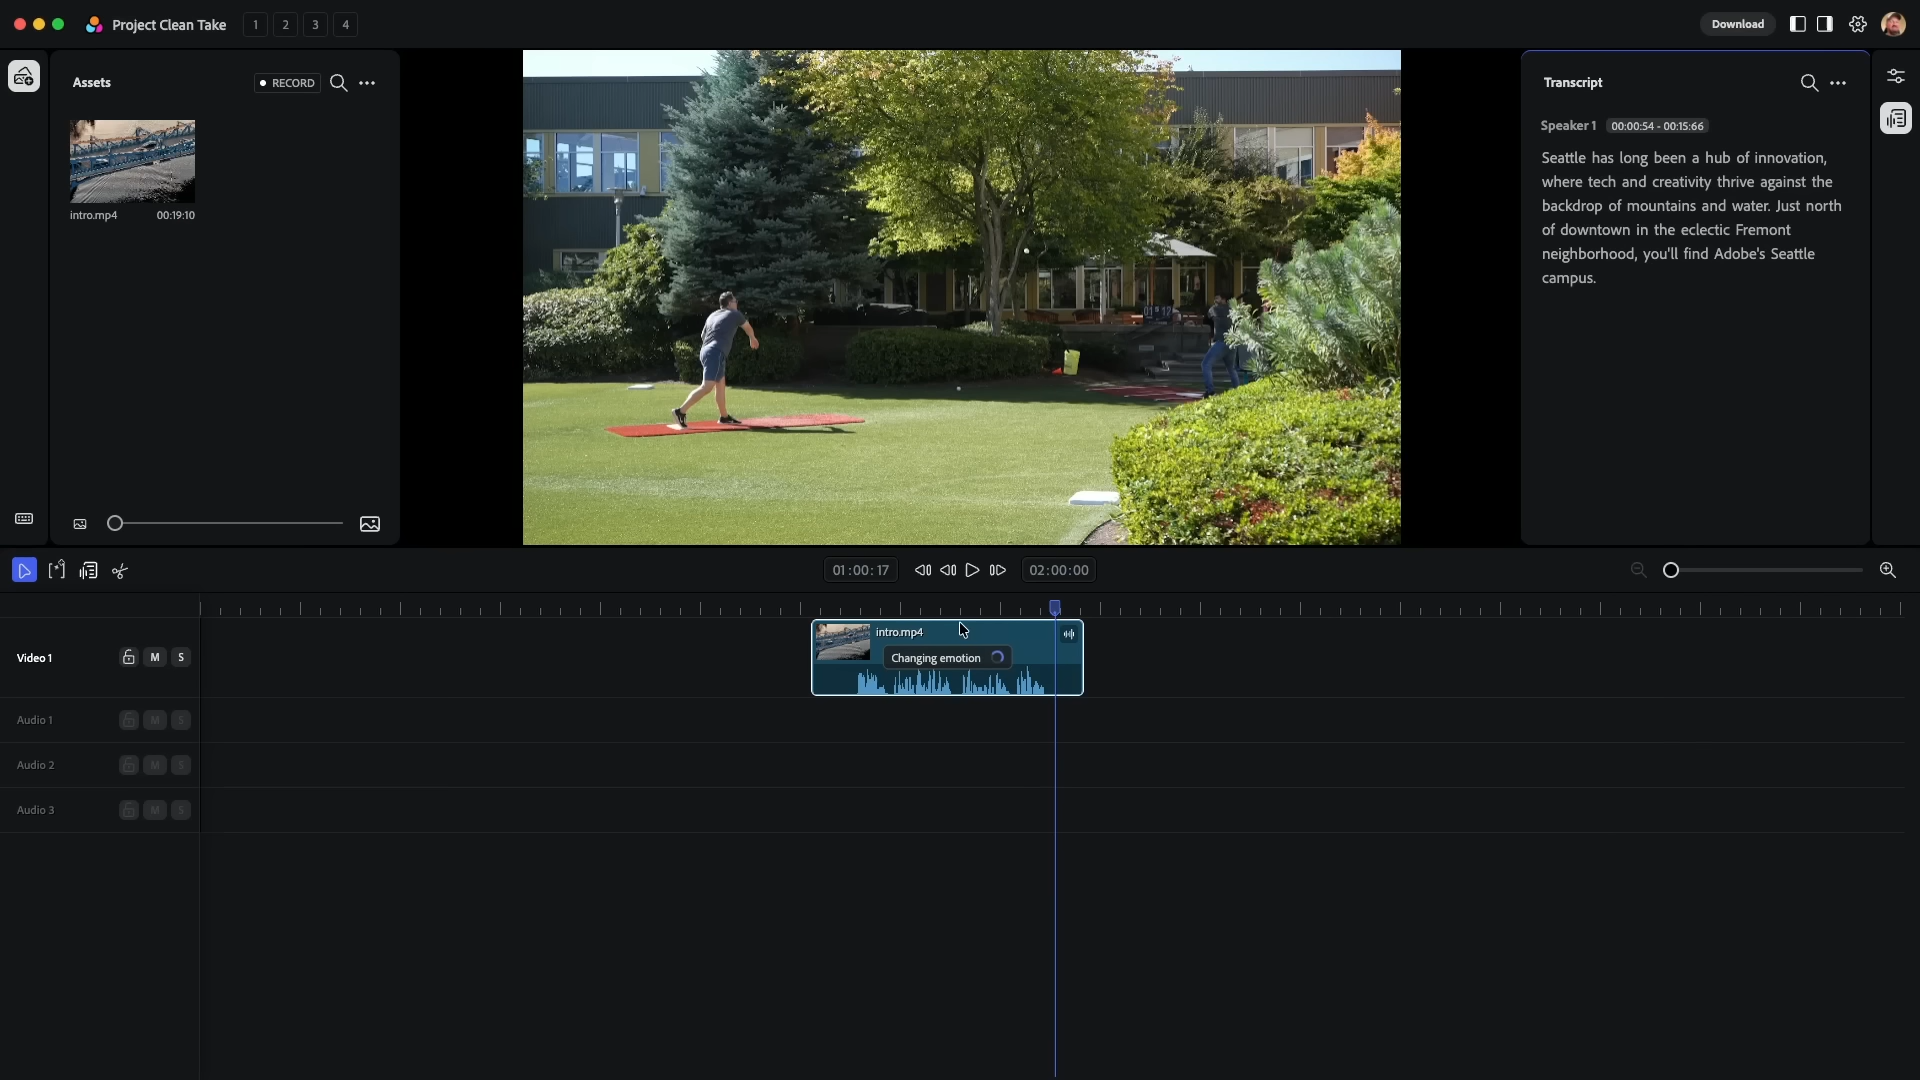 Project Clean Take
1
2
3
4
Download
Assets
RECORD
intro.mp4
00:19:10
Transcript
Speaker 1
00:00:54 - 00:15:66
Seattle has long been a hub of innovation,
where tech and creativity thrive against the
backdrop of mountains and water. Just north
of downtown in the eclectic Fremont
neighborhood, you'll find Adobe's Seattle
campus.
01:00:17
02:00:00
Video 1
M
S
intro.mp4
Changing emotion
Audio 1
M
S
Audio 2
M
S
Audio 3
M
S